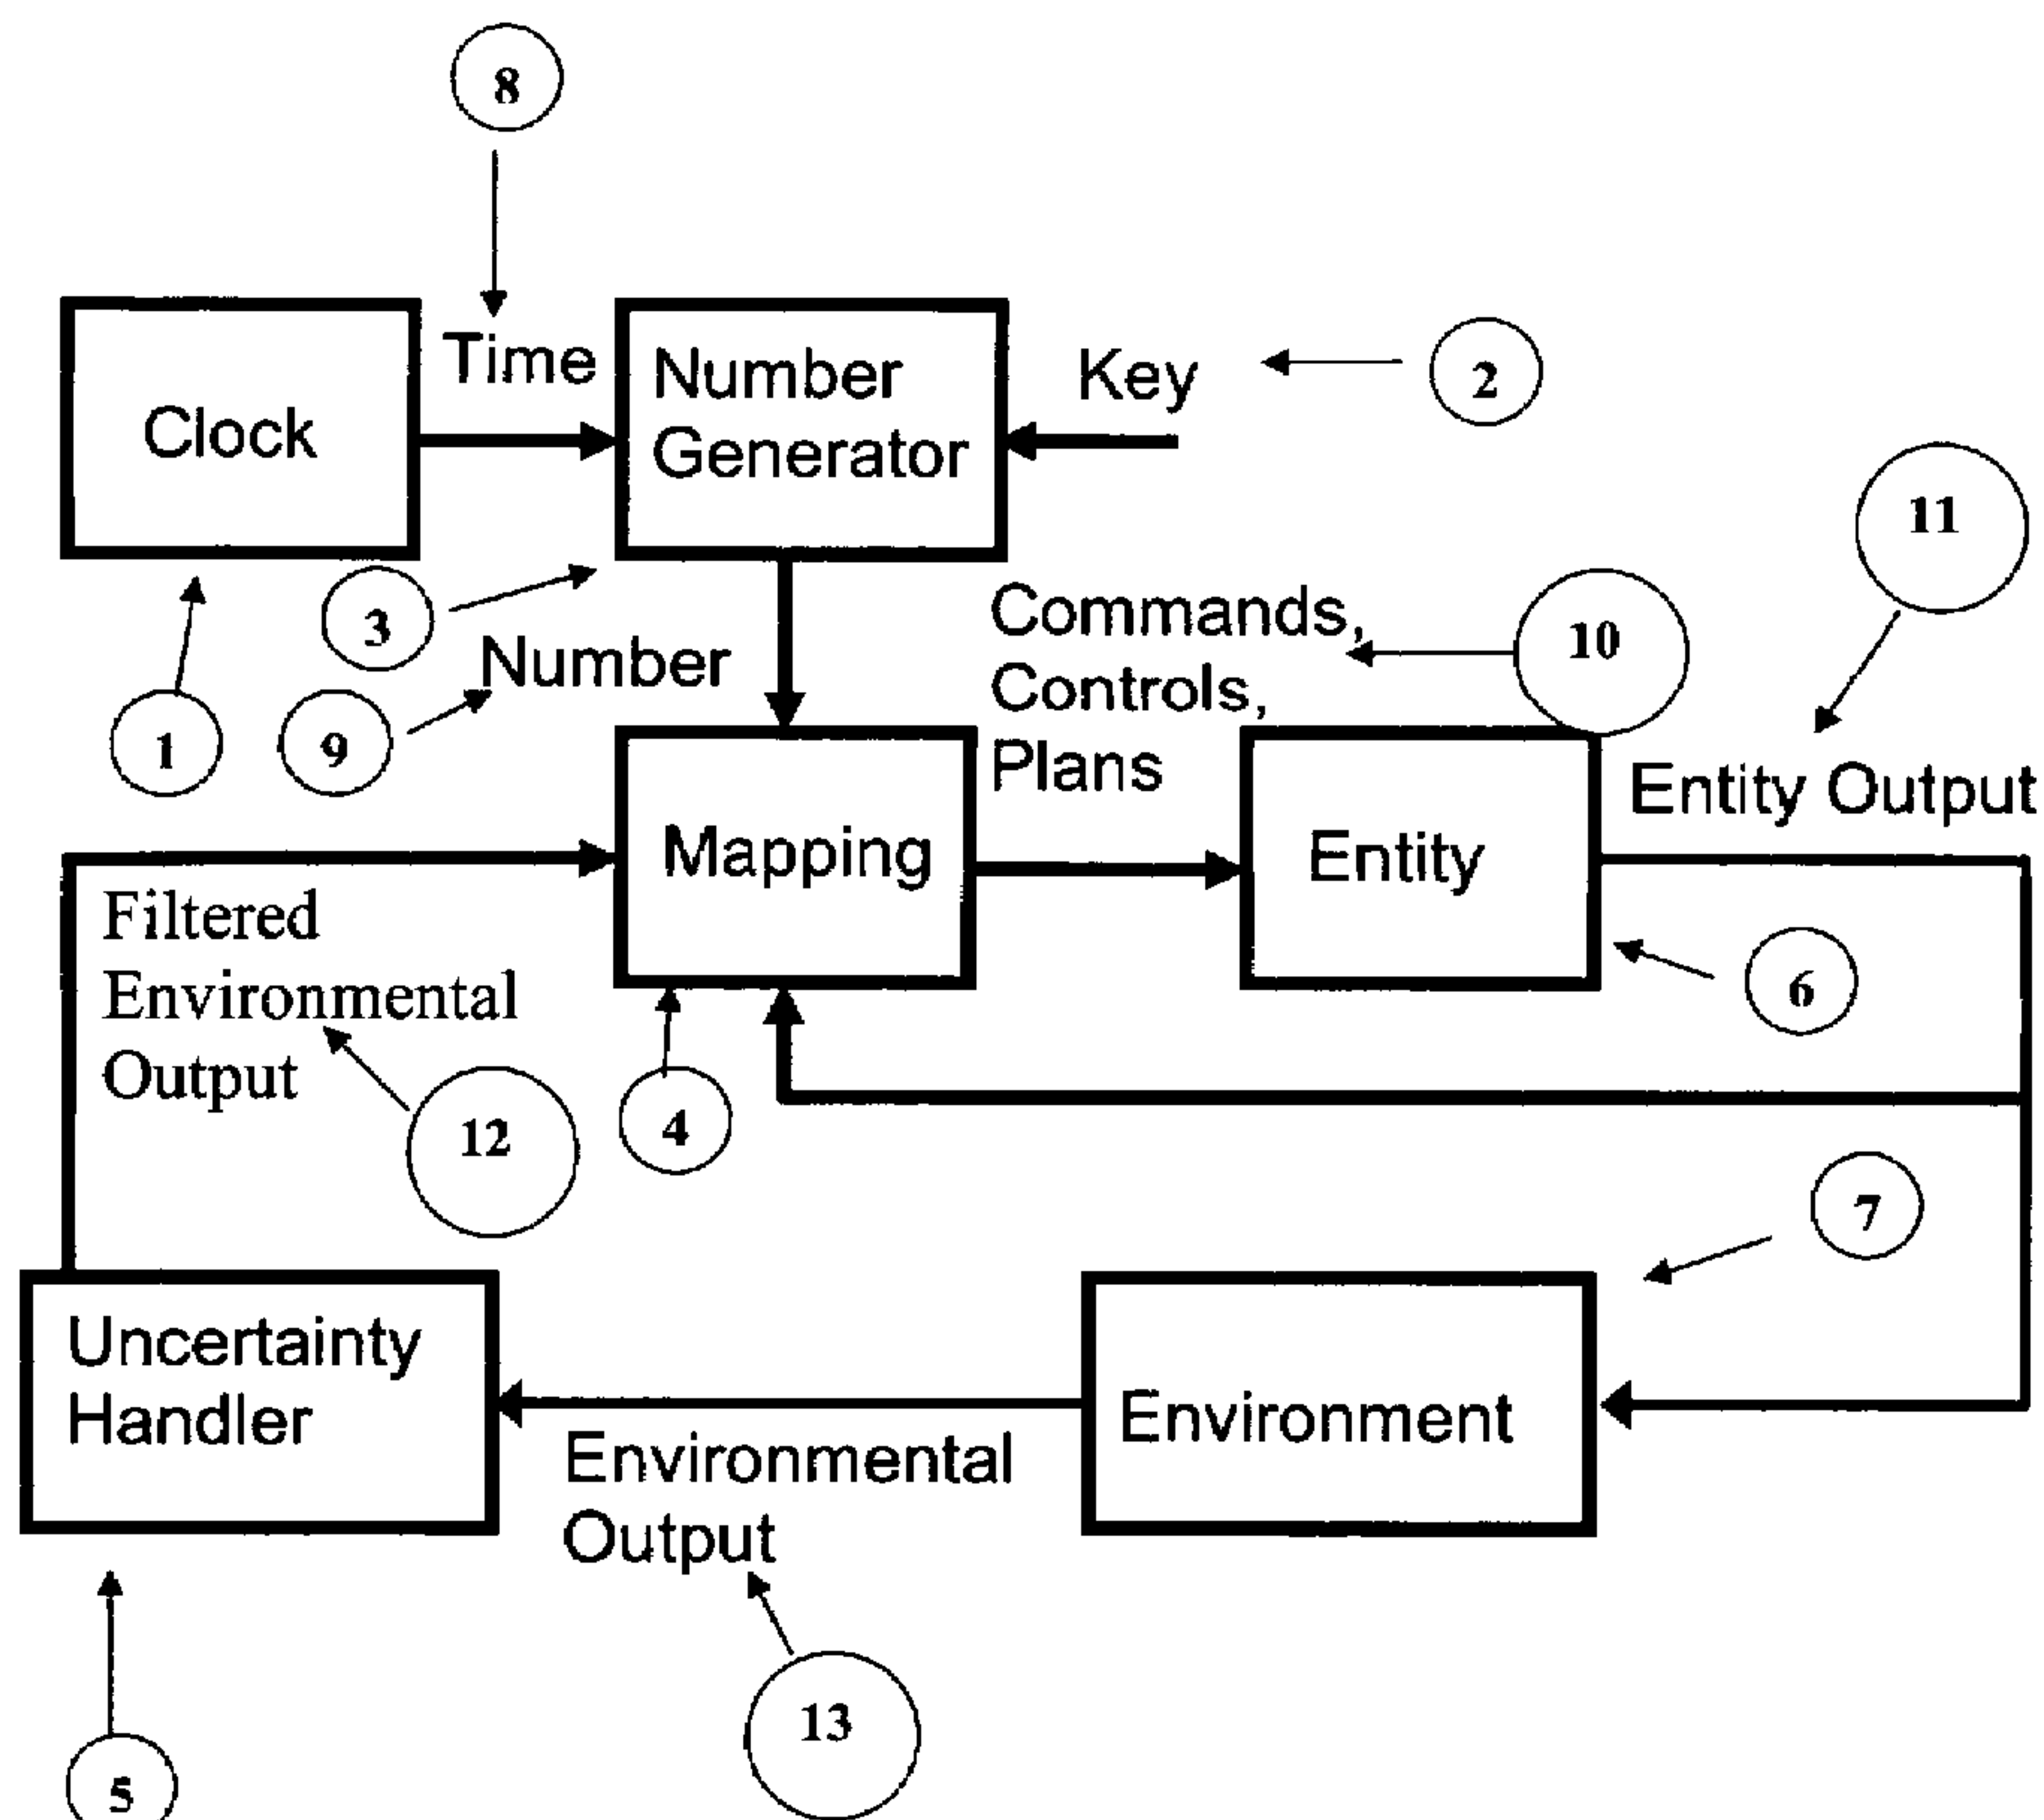 8
Time
Clock
Number
Generator
Key
2
11
3
Number
1
9
Commands,
Controls,
Plans
10
Mapping
Entity
Entity Output
Filtered
Environmental
Output
12
4
6
7
Uncertainty
Handler
Environmental
Output
Environment
13
5